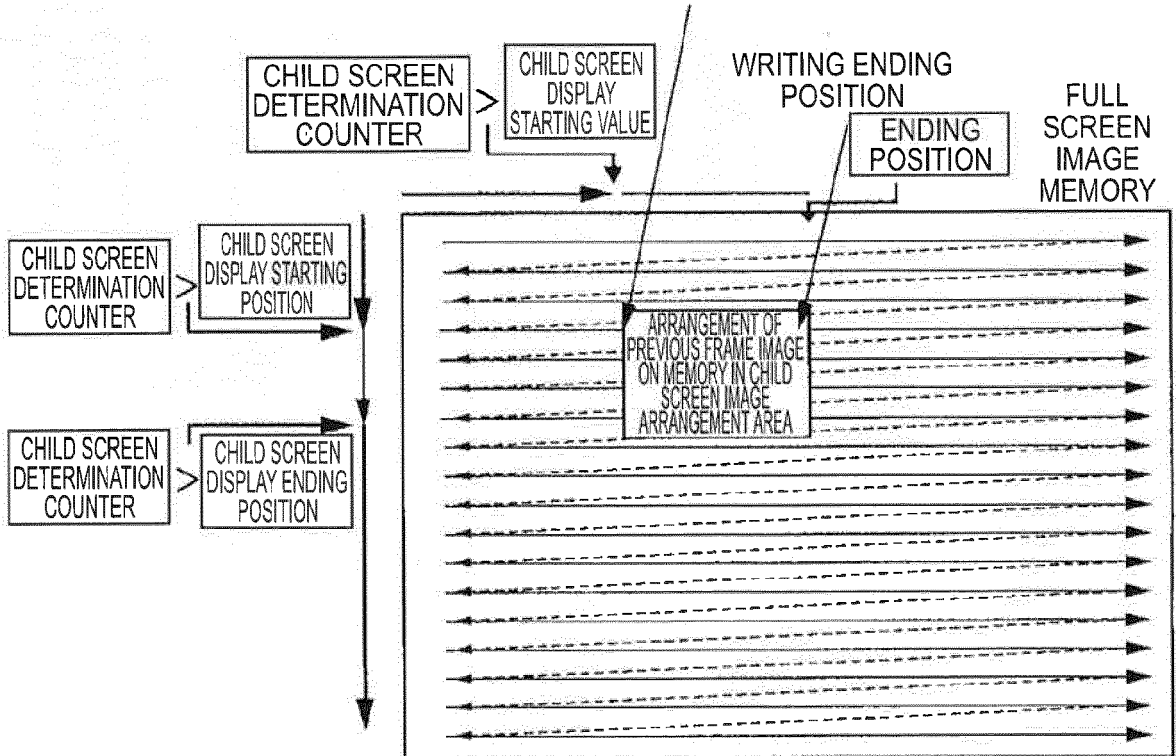 CHILD SCREEN
DETERMINATION
COUNTER
>
CHILD SCREEN
DISPLAY
STARTING VALUE
WRITING ENDING
POSITION
ENDING
POSITION
FULL
SCREEN
IMAGE
MEMORY
CHILD SCREEN
DETERMINATION
COUNTER
>
CHILD SCREEN
DISPLAY STARTING
POSITION
ARRANGEMENT OF
PREVIOUS FRAME IMAGE
ON MEMORY IN CHILD
SCREEN IMAGE
ARRANGEMENT AREA
CHILD SCREEN
DETERMINATION
COUNTER
>
CHILD SCREEN
DISPLAY ENDING
POSITION